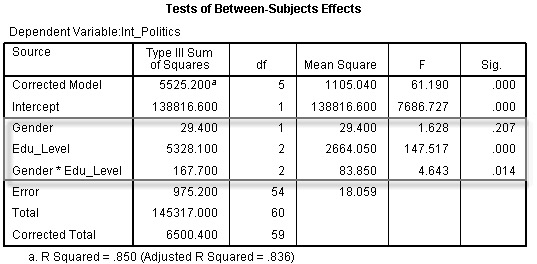 Tests of Between-Subjects Effects
Dependent Variable:Int_Politics
Source Type III Sum of Squares df Mean Square F Sig.
Corrected Model 5525.200a 5 1105.040 61.190 .000
Intercept 138816.600 1 138816.600 7686.727 .000
Gender 29.400 1 29.400 1.628 .207
Edu_Level 5328.100 2 2664.050 147.517 .000
Gender * Edu_Level 167.700 2 83.850 4.643 .014
Error 975.200 54 18.059
Total 145317.000 60
Corrected Total 6500.400 59
a. R Squared = .850 (Adjusted R Squared = .836)